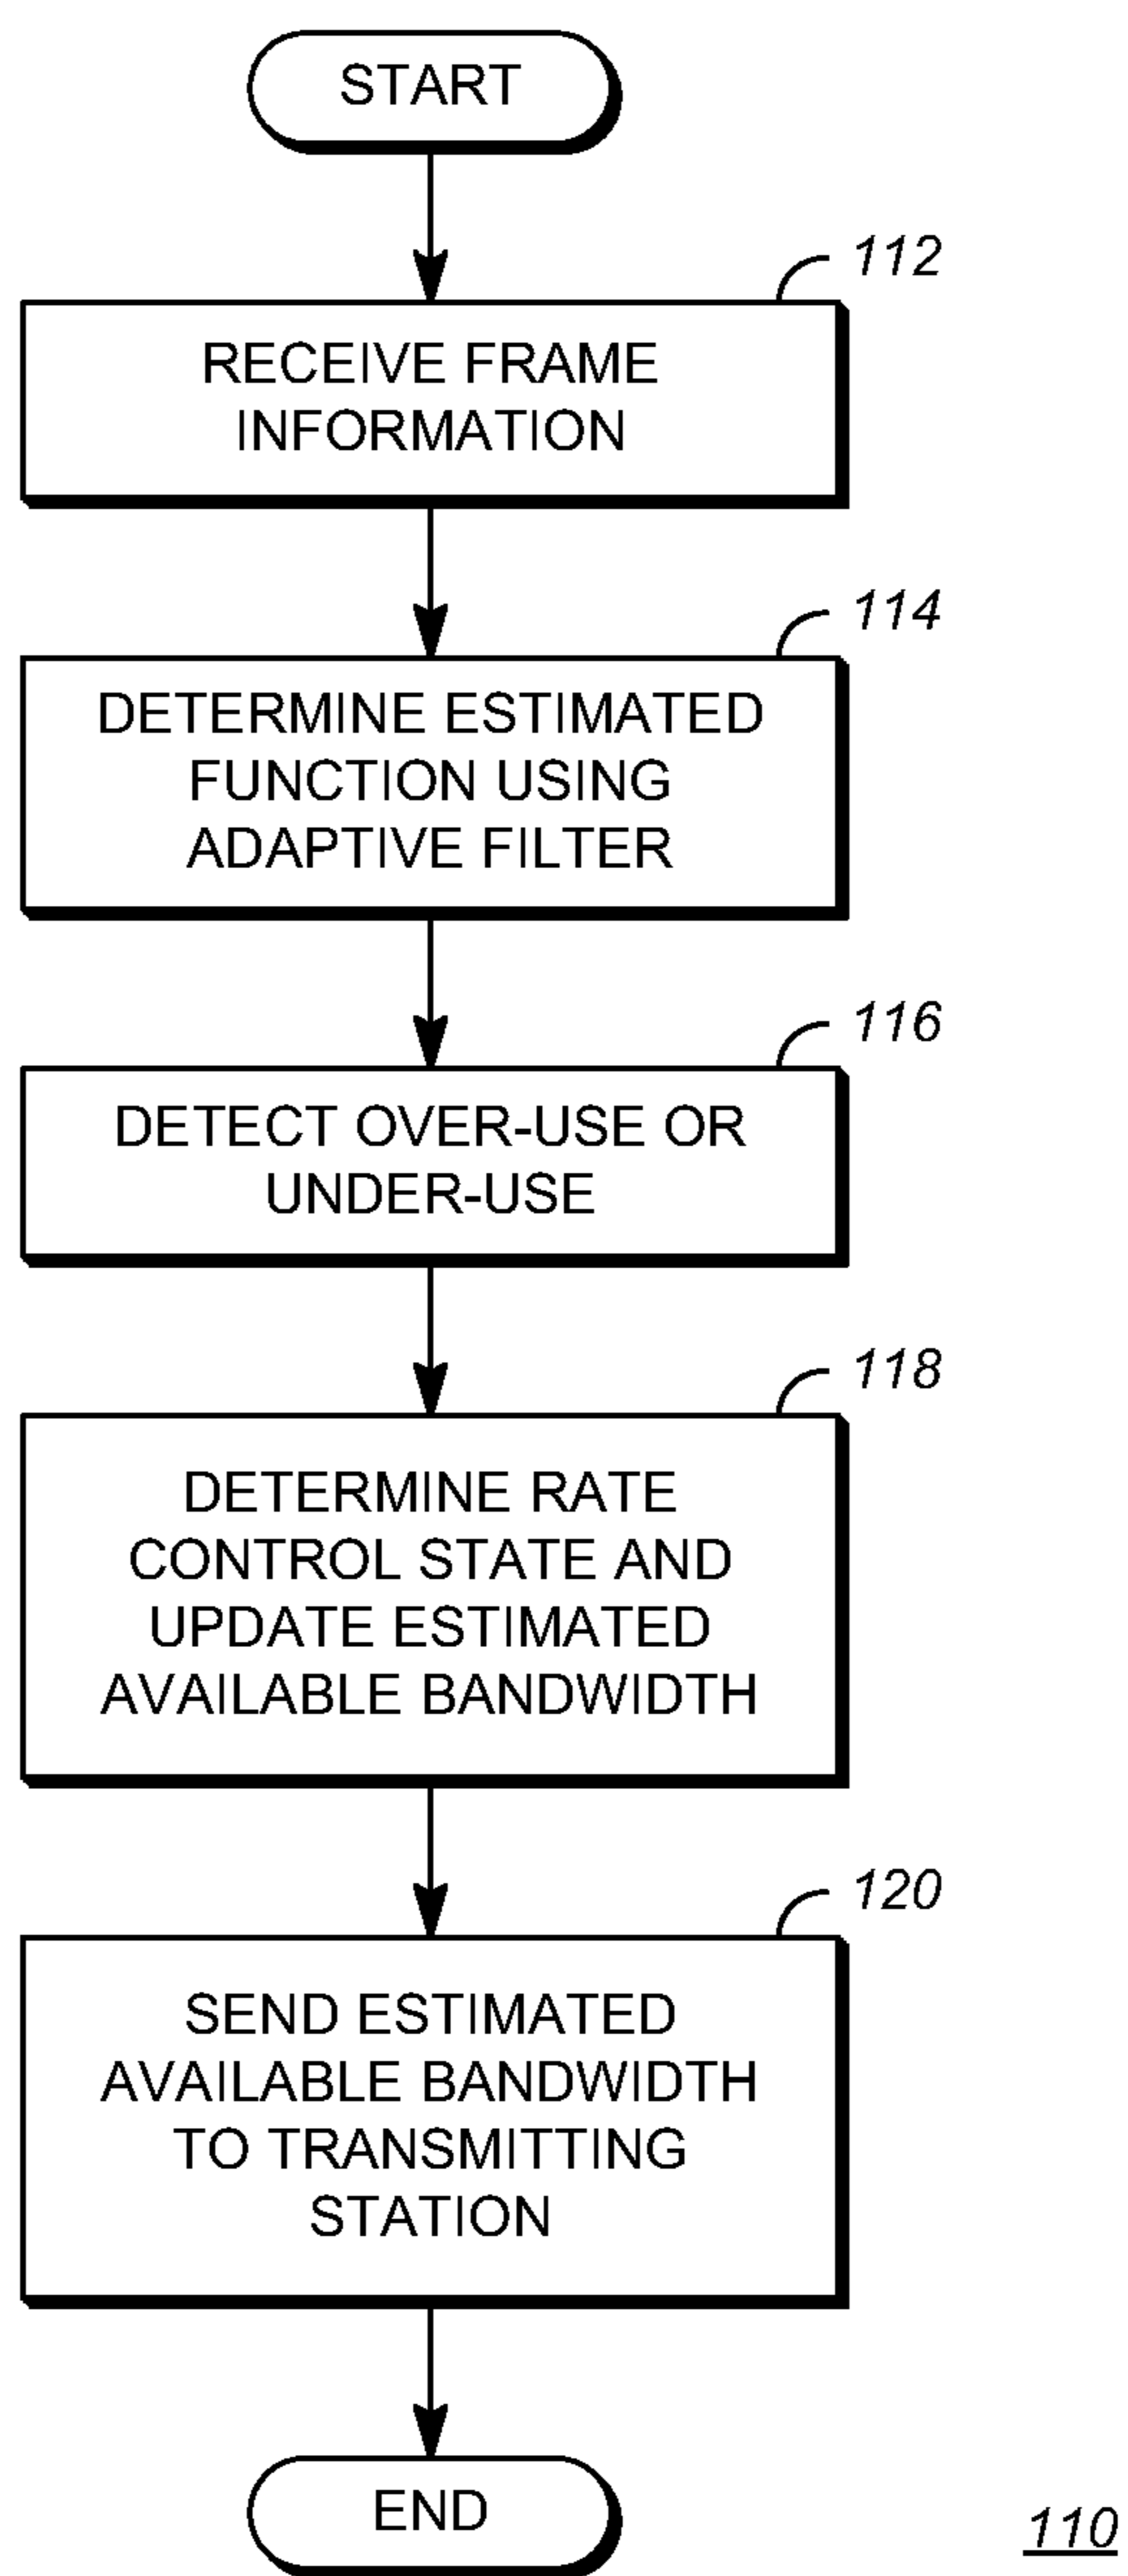 START
112
RECEIVE FRAME
INFORMATION
114
DETERMINE ESTIMATED
FUNCTION USING
ADAPTIVE FILTER
116
DETECT OVER-USE OR
UNDER-USE
118
DETERMINE RATE
CONTROL STATE AND
UPDATE ESTIMATED
AVAILABLE BANDWIDTH
120
SEND ESTIMATED
AVAILABLE BANDWIDTH
TO TRANSMITTING
STATION
END
110